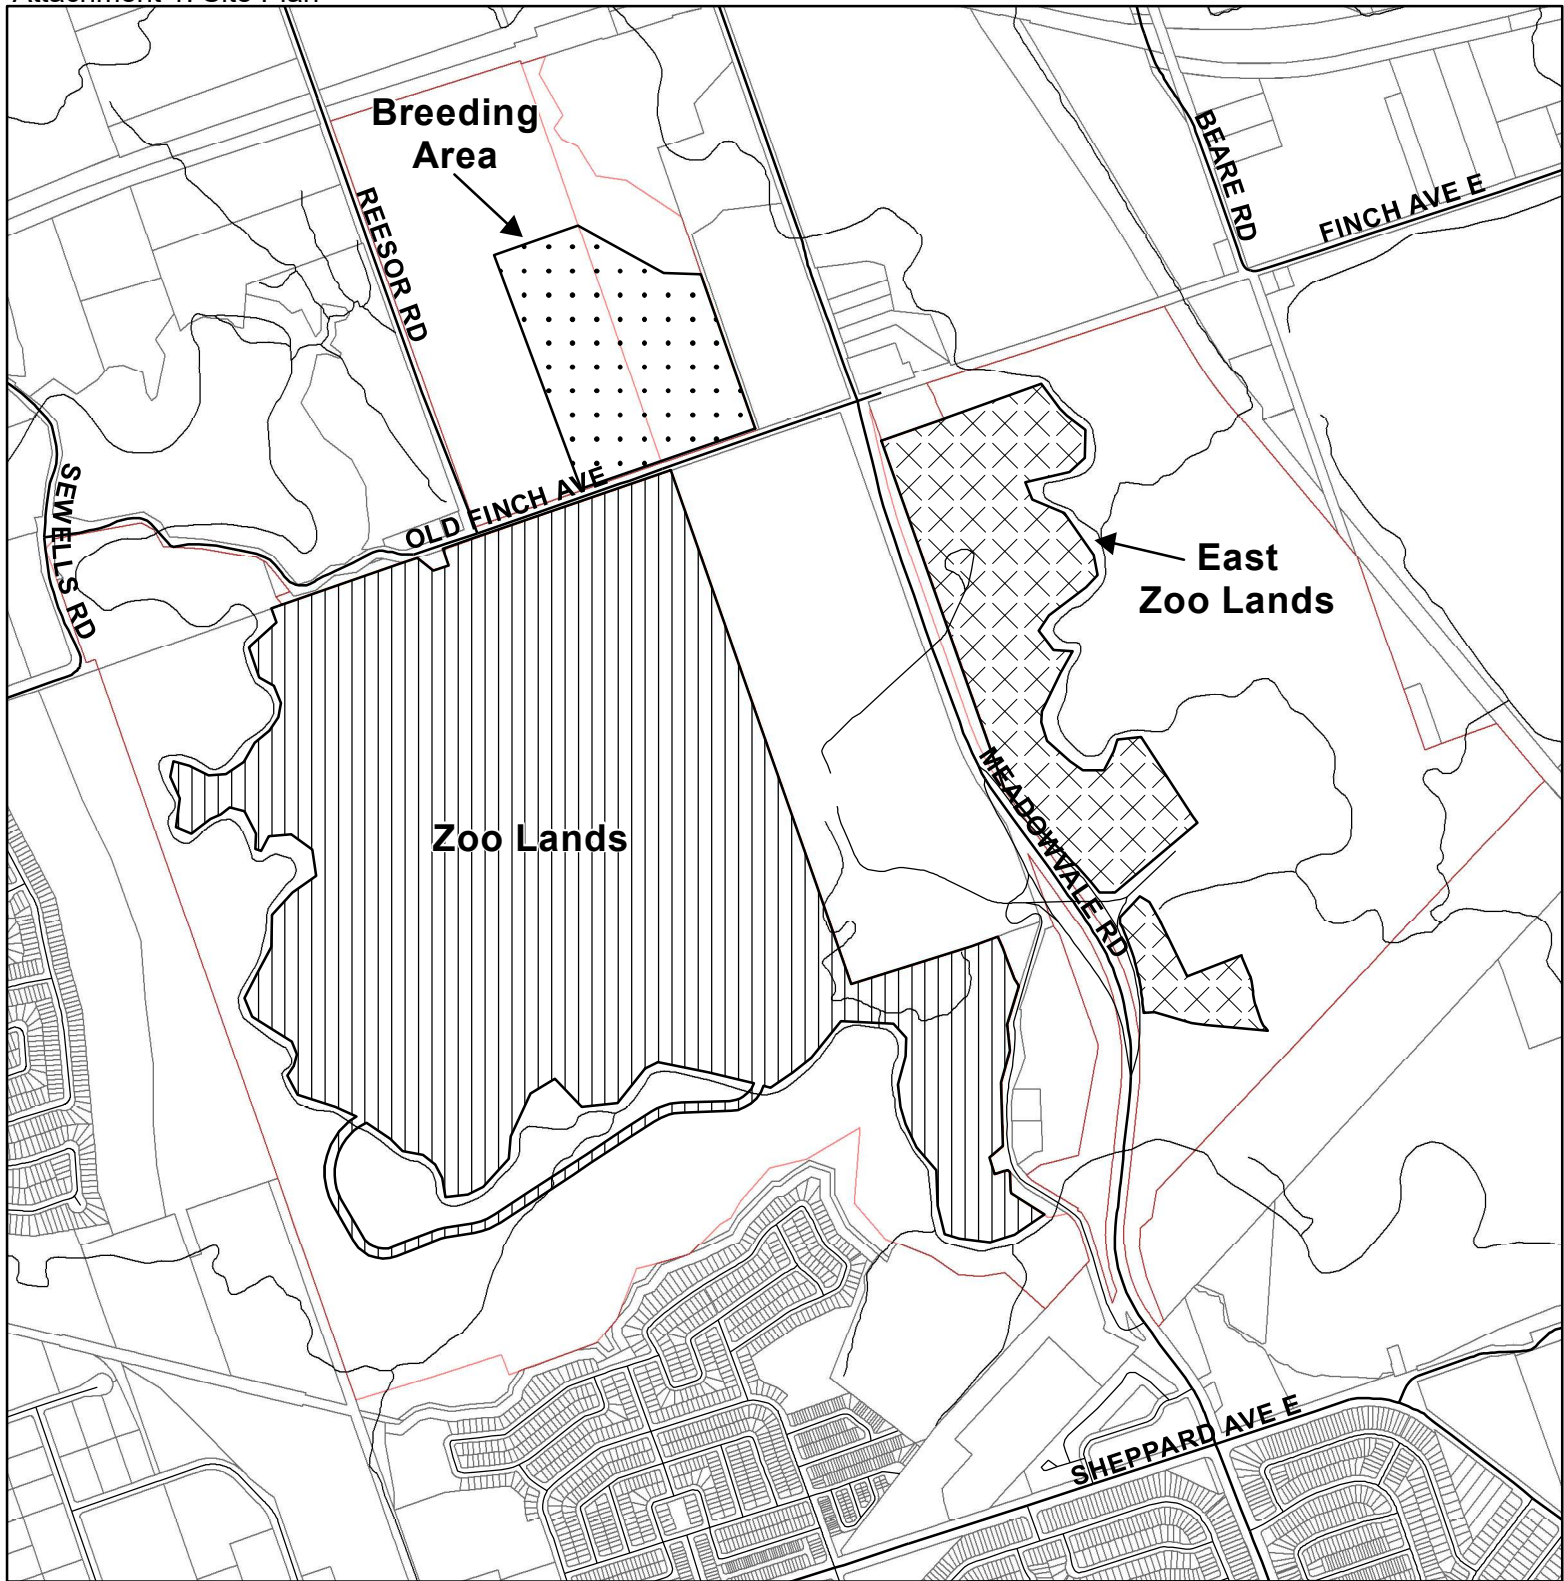 Breeding
Area
BEARE RD
FINCH AVE E
REESOR RD
OLD FINCH AVE
SEWELLS RD
East
Zoo Lands
MEADOWVALE RD
Zoo Lands
SHEPPARD AVE E